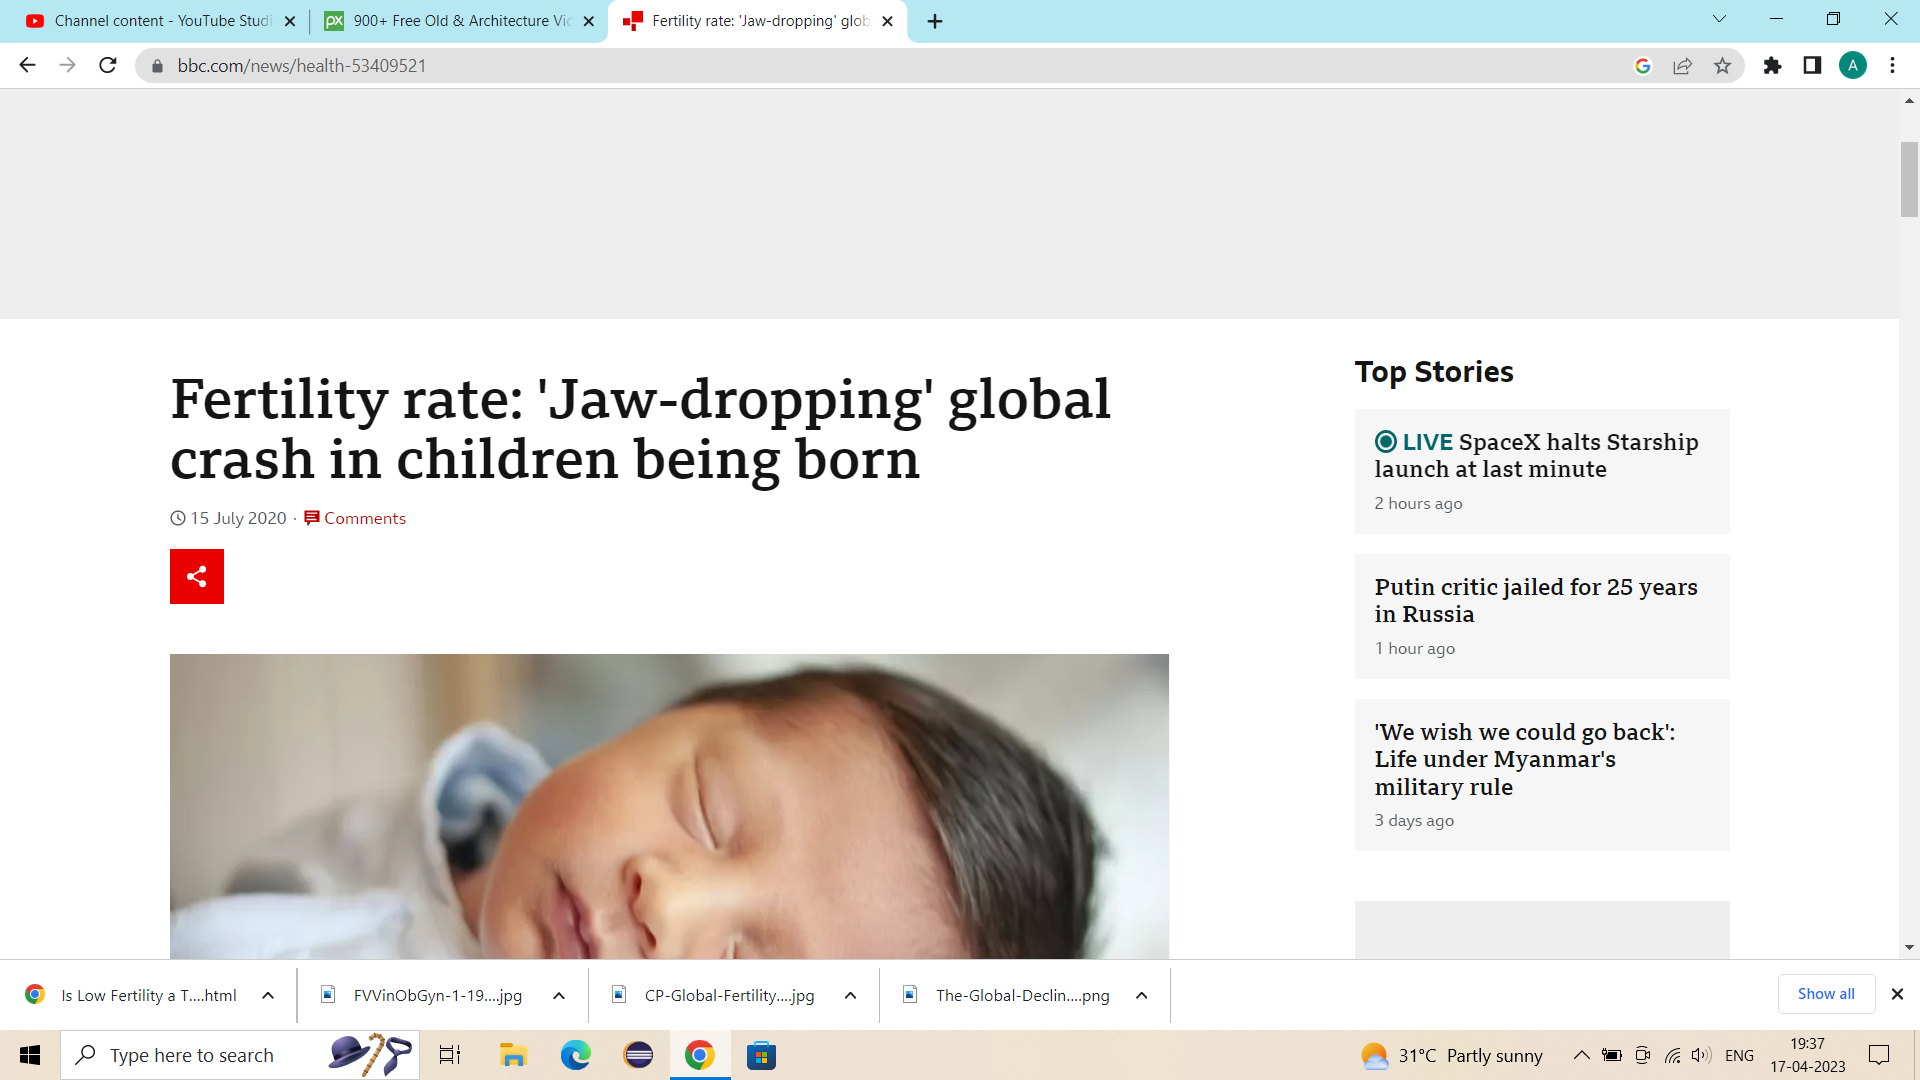 Channel content - YouTube Studi
900+ Free Old & Architecture Vic
Fertility rate: 'Jaw-dropping' glob
bbc.com/news/health-53409521
A
Fertility rate: 'Jaw-dropping' global
crash in children being born
15 July 2020 · Comments
Top Stories
LIVE SpaceX halts Starship
launch at last minute
2 hours ago
Putin critic jailed for 25 years
in Russia
1 hour ago
'We wish we could go back':
Life under Myanmar's
military rule
3 days ago
Is Low Fertility a T....html
FVVinObGyn-1-19....jpg
CP-Global-Fertility....jpg
The-Global-Declin....png
Show all
Type here to search
31°C Partly sunny
ENG
19:37
17-04-2023